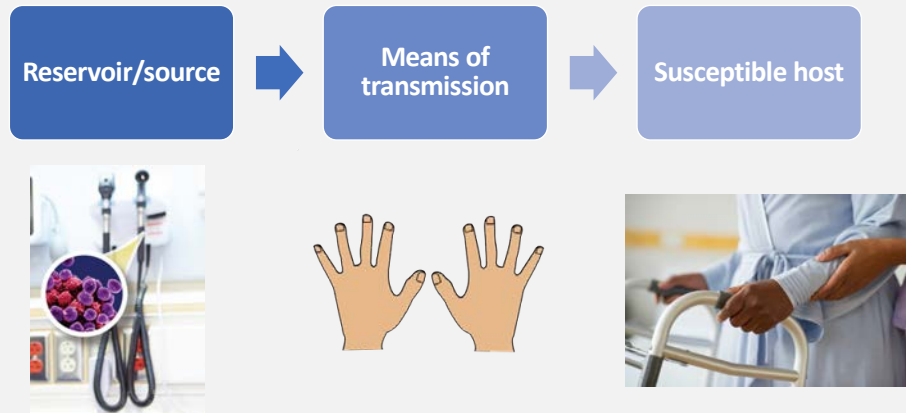 Reservoir/source
Means of
transmission
Susceptible host